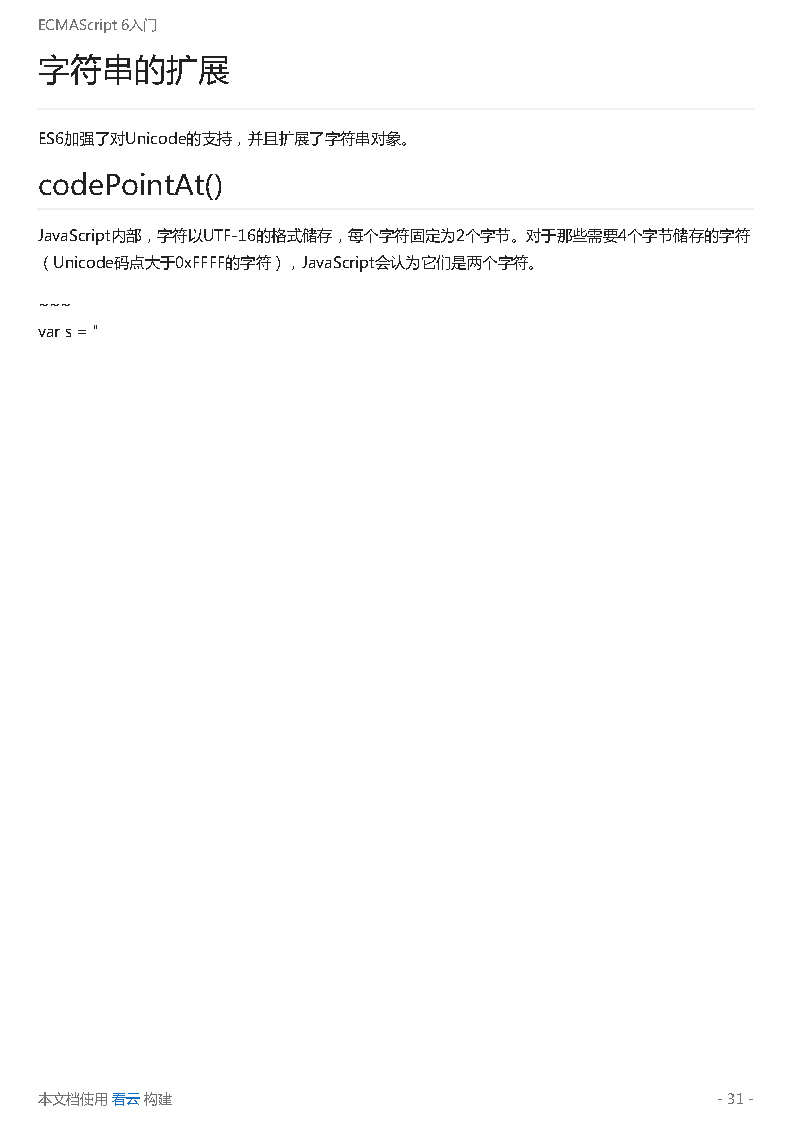 ECMAScript 6入门
字符串的扩展
ES6加强了对Unicode的支持，并且扩展了字符串对象。
codePointAt()
JavaScript内部，字符以UTF-16的格式储存，每个字符固定为2个字节。对于那些需要4个字节储存的字符
（Unicode码点大于0xFFFF的字符），JavaScript会认为它们是两个字符。
~~~
var s = "
本文档使用 看云 构建
- 31 -